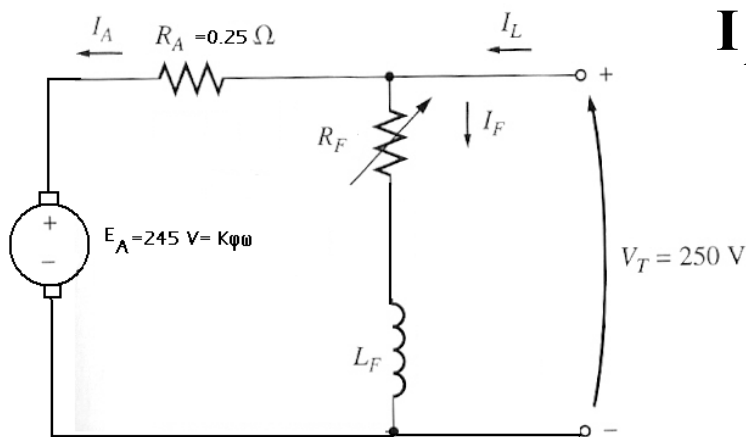 I_A
R_A =0.25 Ω
I_L
I
+
R_F
I_F
+
E_A =245 V= Kφω
−
V_T = 250 V
L_F
−